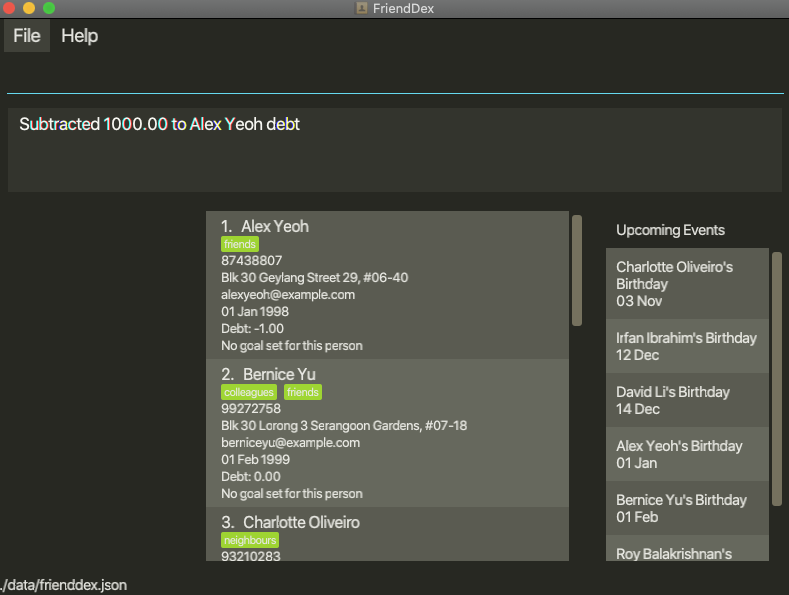 FriendDex
File Help
Subtracted 1000.00 to Alex Yeoh debt
1. Alex Yeoh
friends
87438807
Blk 30 Geylang Street 29, #06-40
alexyeoh@example.com
01 Jan 1998
Debt: -1.00
No goal set for this person
2. Bernice Yu
colleagues friends
99272758
Blk 30 Lorong 3 Serangoon Gardens, #07-18
berniceyu@example.com
01 Feb 1999
Debt: 0.00
No goal set for this person
3. Charlotte Oliveiro
neighbours
93210283
Upcoming Events
Charlotte Oliveiro's
Birthday
03 Nov
Irfan Ibrahim's Birthday
12 Dec
David Li's Birthday
14 Dec
Alex Yeoh's Birthday
01 Jan
Bernice Yu's Birthday
01 Feb
Roy Balakrishnan's
./data/frienddex.json